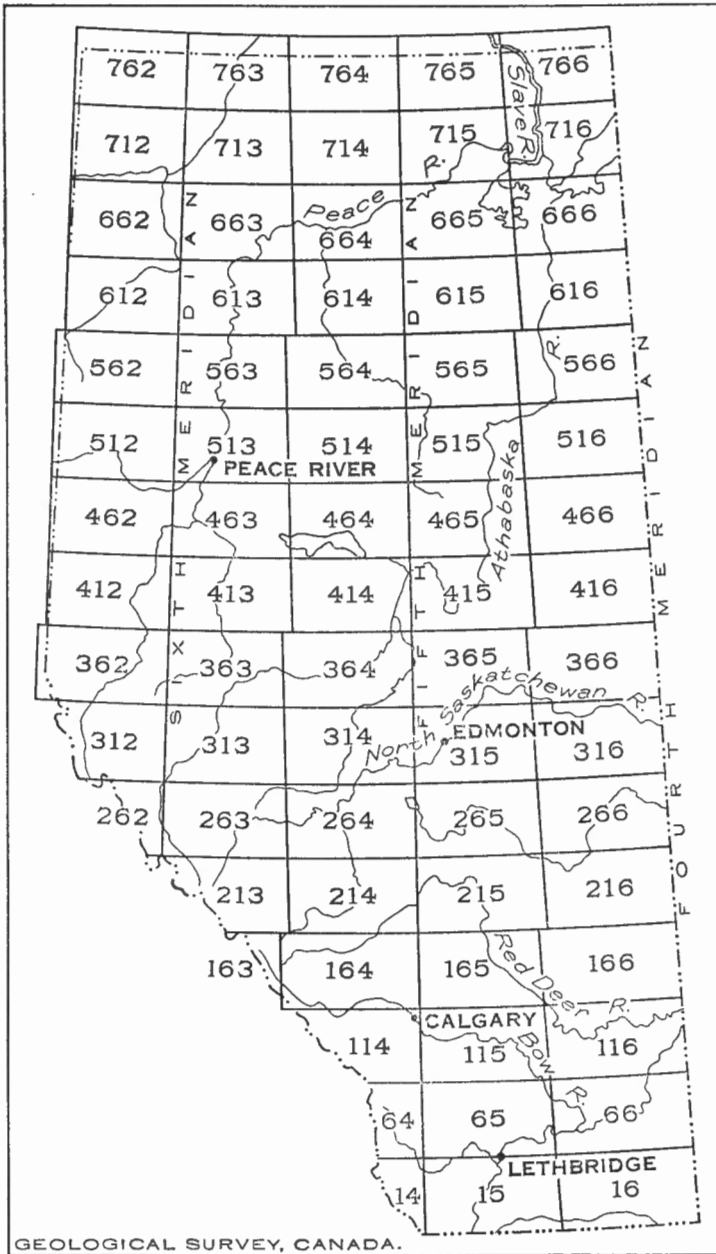 762 763 764 765 766
Slave R.
712 713 714 715 716
Peace R.
662 663 664 665 666
612 613 614 615 616
562 563 564 565 566
512 513 514 515 516
PEACE RIVER
Athabaska R.
462 463 464 465 466
412 413 414 415 416
SIXTH MERIDIAN
FIFTH MERIDIAN
FOURTH MERIDIAN
362 363 364 365 366
North Saskatchewan R.
EDMONTON
312 313 314 315 316
262 263 264 265 266
213 214 215 216
163 164 165 166
Red Deer R.
CALGARY
114 115 116
Bow R.
64 65 66
LETHBRIDGE
14 15 16
GEOLOGICAL SURVEY, CANADA.